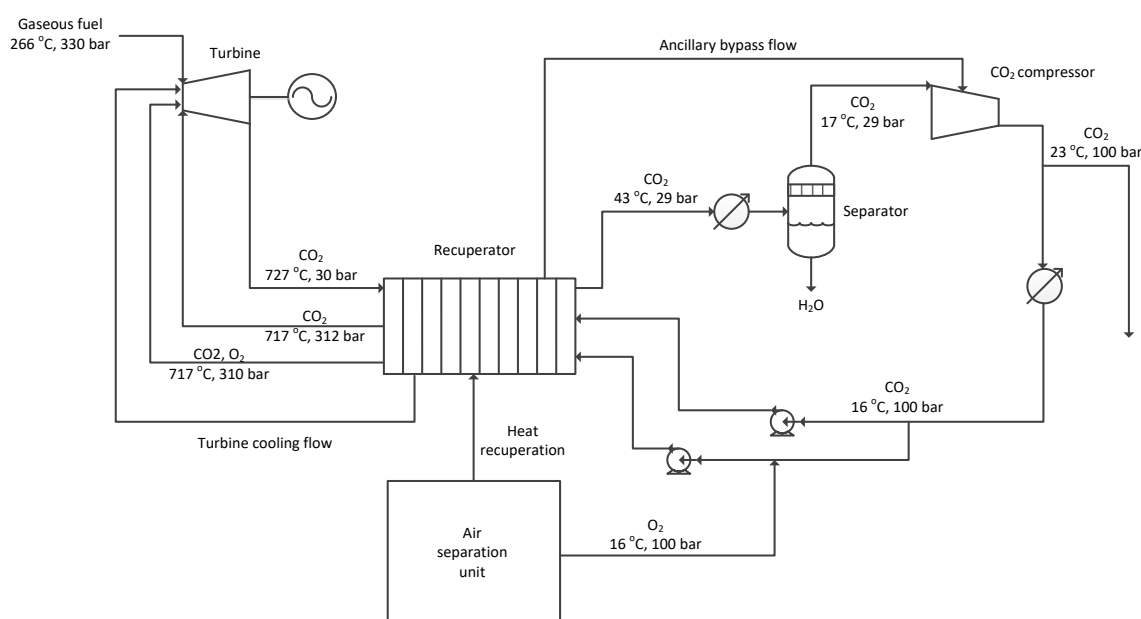 Gaseous fuel
266 °C, 330 bar
Turbine
Ancillary bypass flow
CO₂ compressor
CO₂
17 °C, 29 bar
CO₂
23 °C, 100 bar
CO₂
43 °C, 29 bar
Separator
H₂O
Recuperator
CO₂
727 °C, 30 bar
CO₂
717 °C, 312 bar
CO2, O₂
717 °C, 310 bar
CO₂
16 °C, 100 bar
Turbine cooling flow
Heat
recuperation
Air
separation
unit
O₂
16 °C, 100 bar